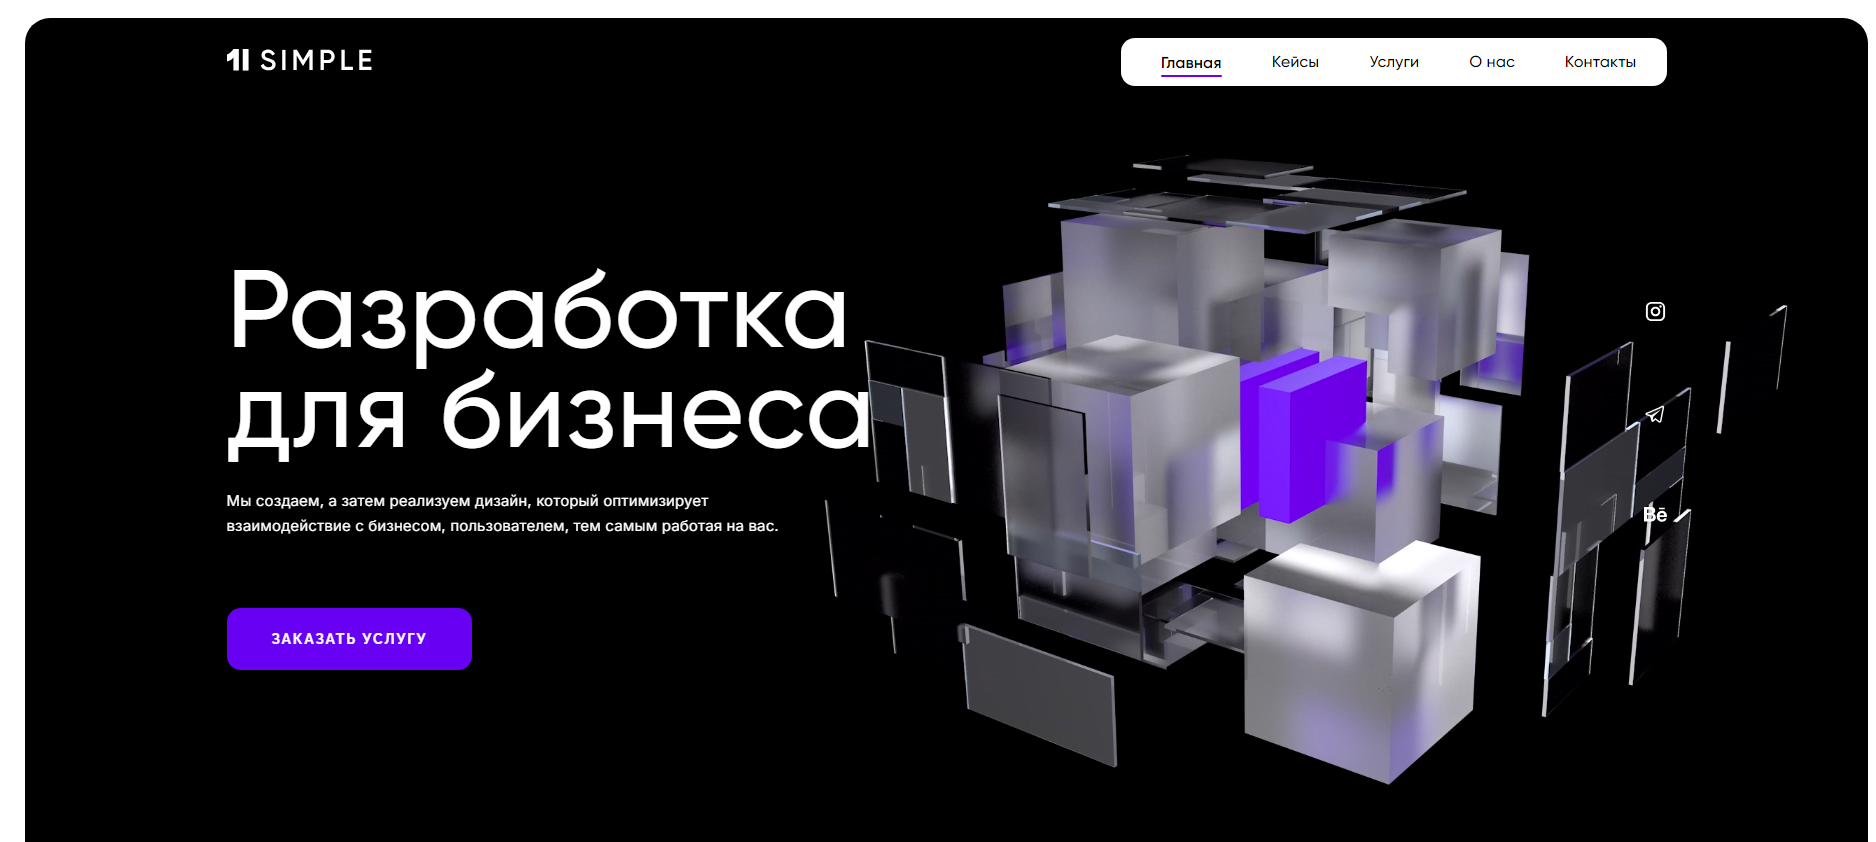 SIMPLE
Главная Кейсы Услуги О нас Контакты
Разработка
для бизнеса
Мы создаем, а затем реализуем дизайн, который оптимизирует
взаимодействие с бизнесом, пользователем, тем самым работая на вас.
ЗАКАЗАТЬ УСЛУГУ
Bē